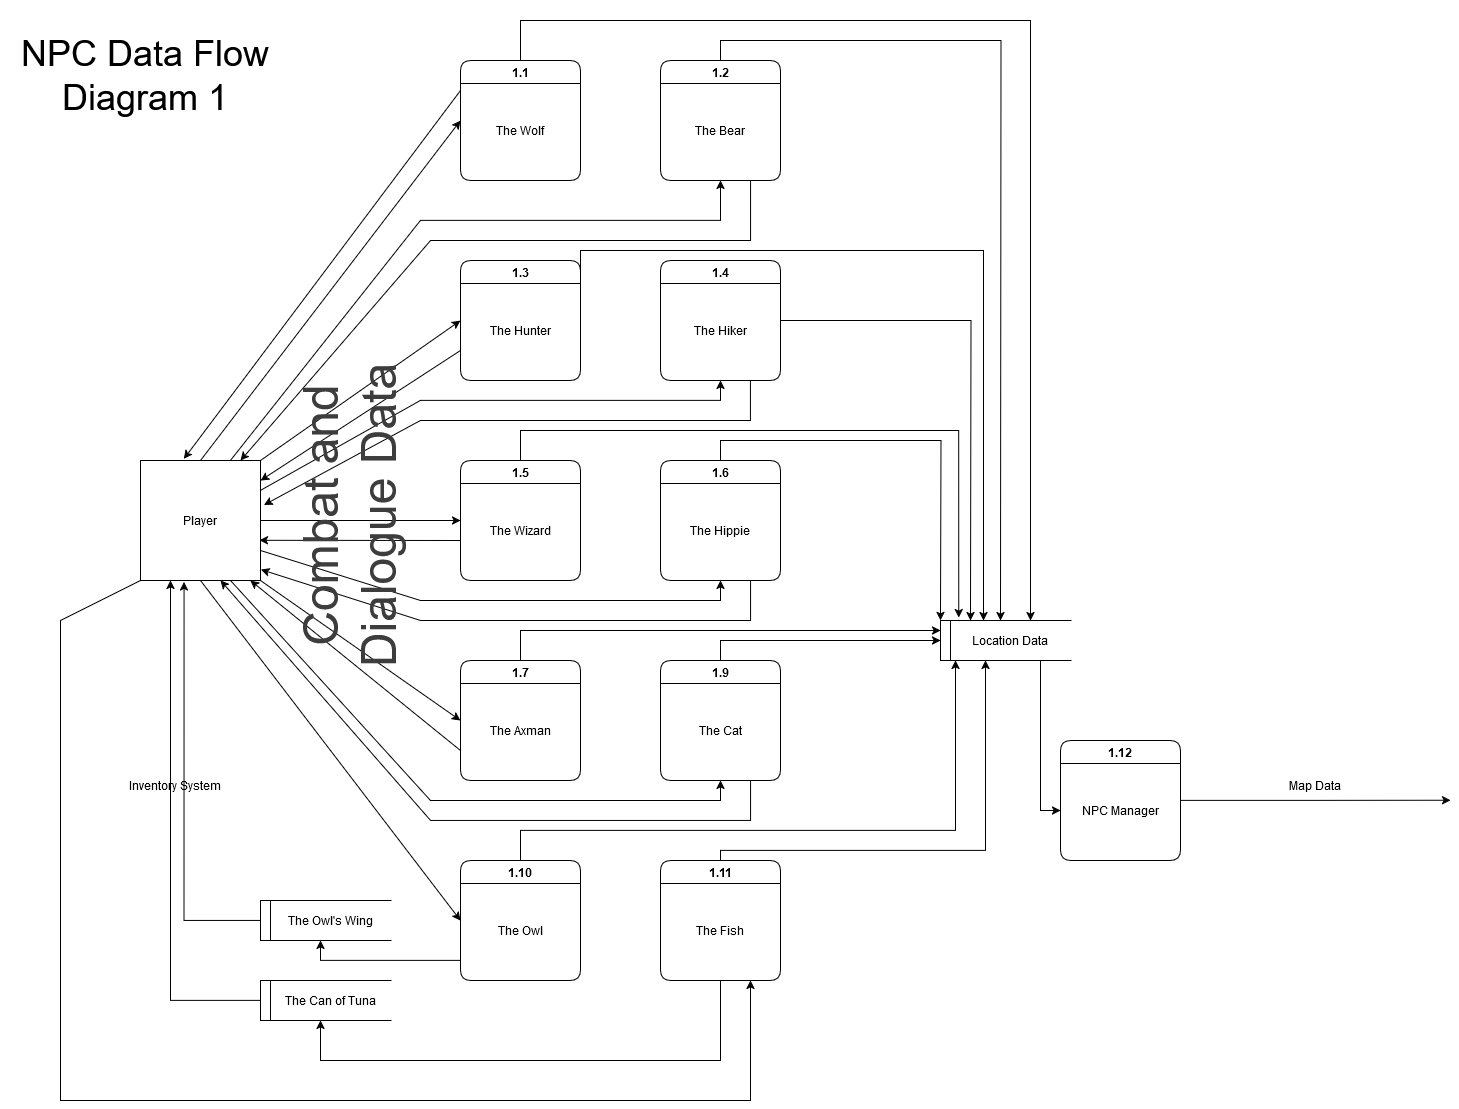 NPC Data Flow
Diagram 1
1.1
The Wolf
1.2
The Bear
1.3
The Hunter
1.4
The Hiker
Combat and
Dialogue Data
Player
1.5
The Wizard
1.6
The Hippie
Location Data
1.7
The Axman
1.9
The Cat
1.12
NPC Manager
Map Data
Inventory System
1.10
The Owl
1.11
The Fish
The Owl's Wing
The Can of Tuna